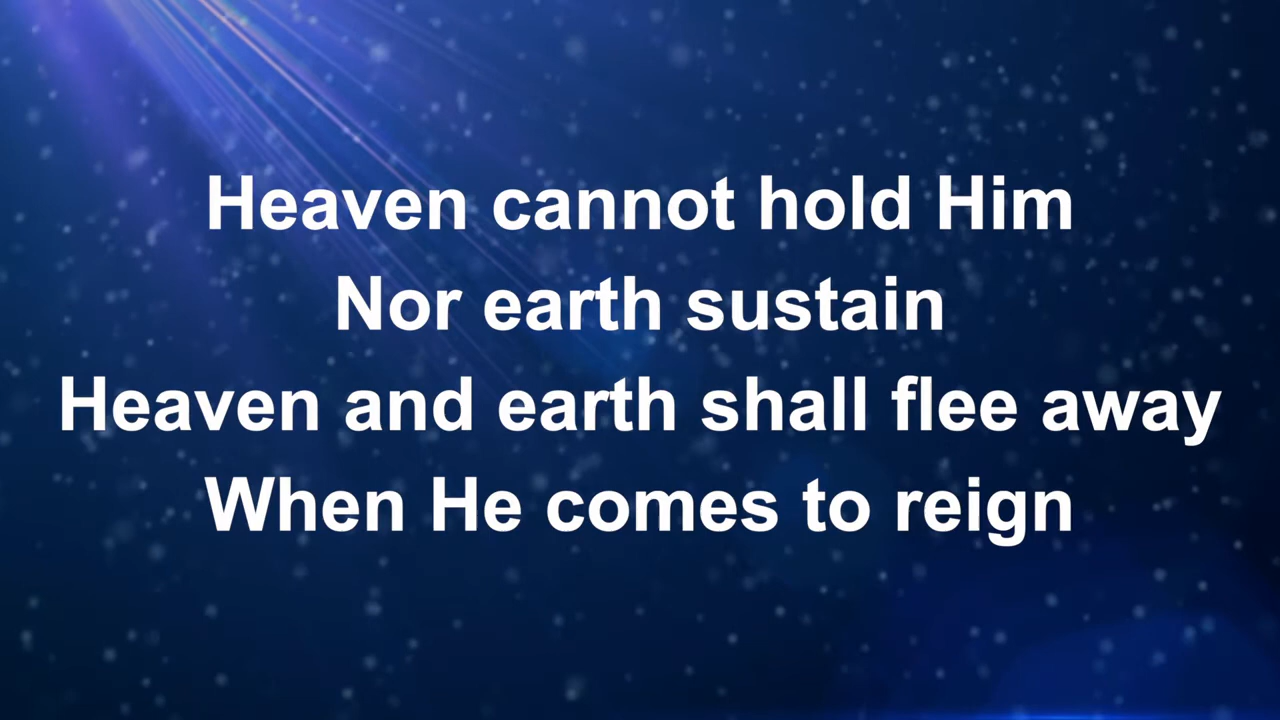 Heaven cannot hold Him
Nor earth sustain
Heaven and earth shall flee away
When He comes to reign